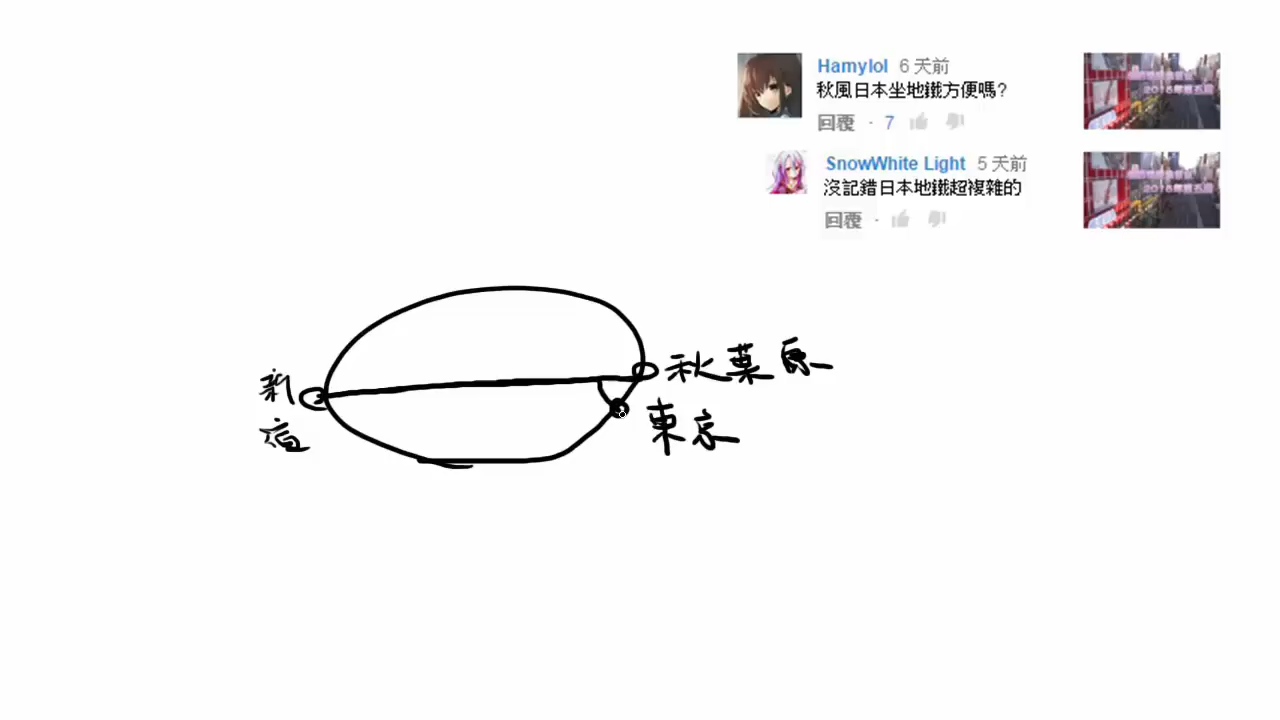 Hamylol 6 天前
秋風日本坐地鐵方便嗎?
回覆 · 7
SnowWhite Light 5 天前
沒記錯日本地鐵超複雜的
回覆 ·
秋葉原
新宿
東京